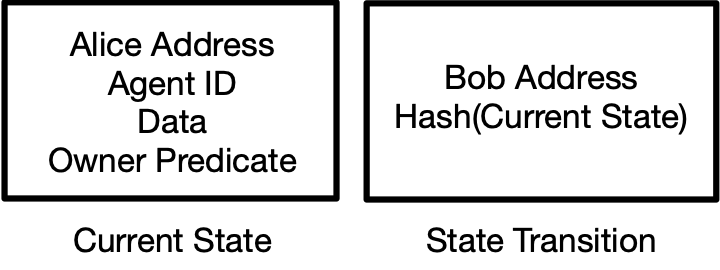 Alice Address
Agent ID
Data
Owner Predicate
Current State
Bob Address
Hash(Current State)
State Transition